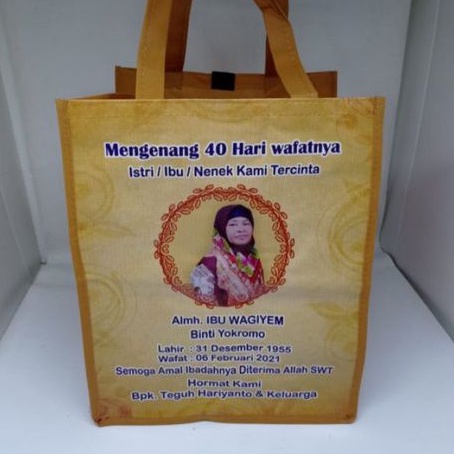 Mengenang 40 Hari wafatnya
Istri / Ibu / Nenek Kami Tercinta
Almh. IBU WAGIYEM
Binti Yokromo
Lahir : 31 Desember 1955
Wafat : 06 Februari 2021
Semoga Amal Ibadahnya Diterima Allah SWT
Hormat Kami
Bpk. Teguh Hariyanto & Keluarga